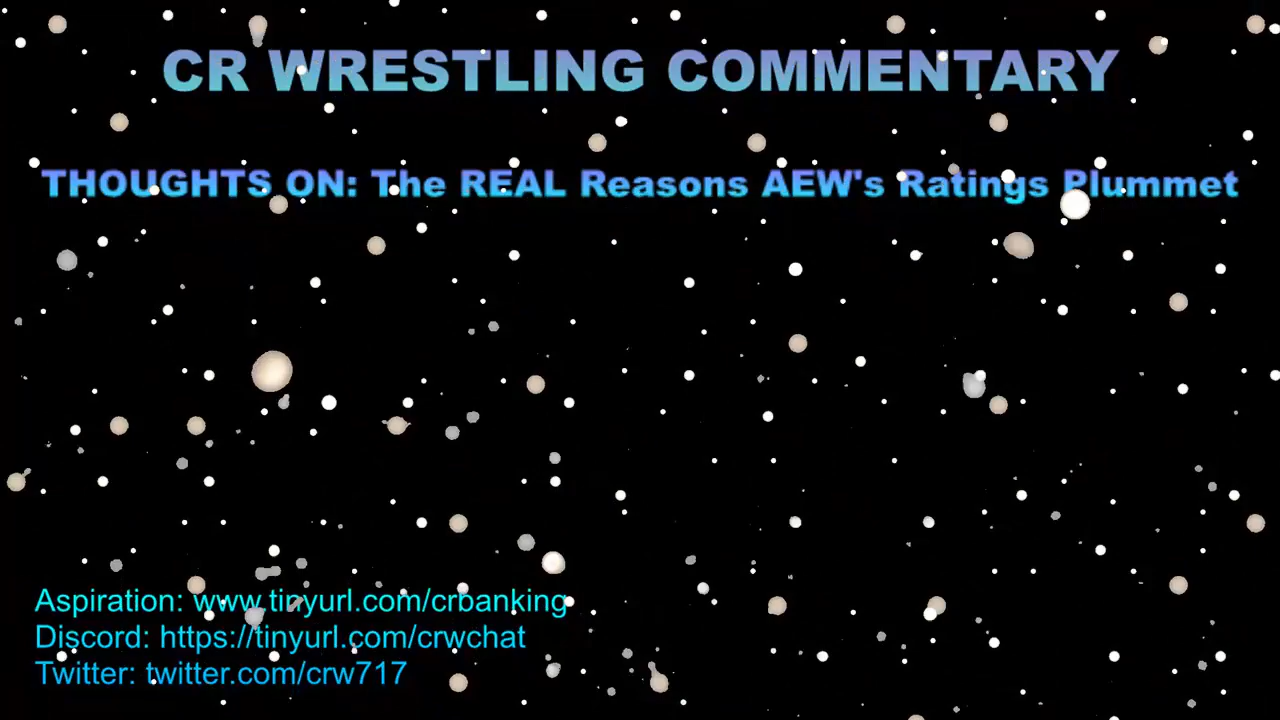 CR WRESTLING COMMENTARY
THOUGHTS ON: The REAL Reasons AEW's Ratings Plummet
Aspiration: www.tinyurl.com/crbanking
Discord: https://tinyurl.com/crwchat
Twitter: twitter.com/crw717